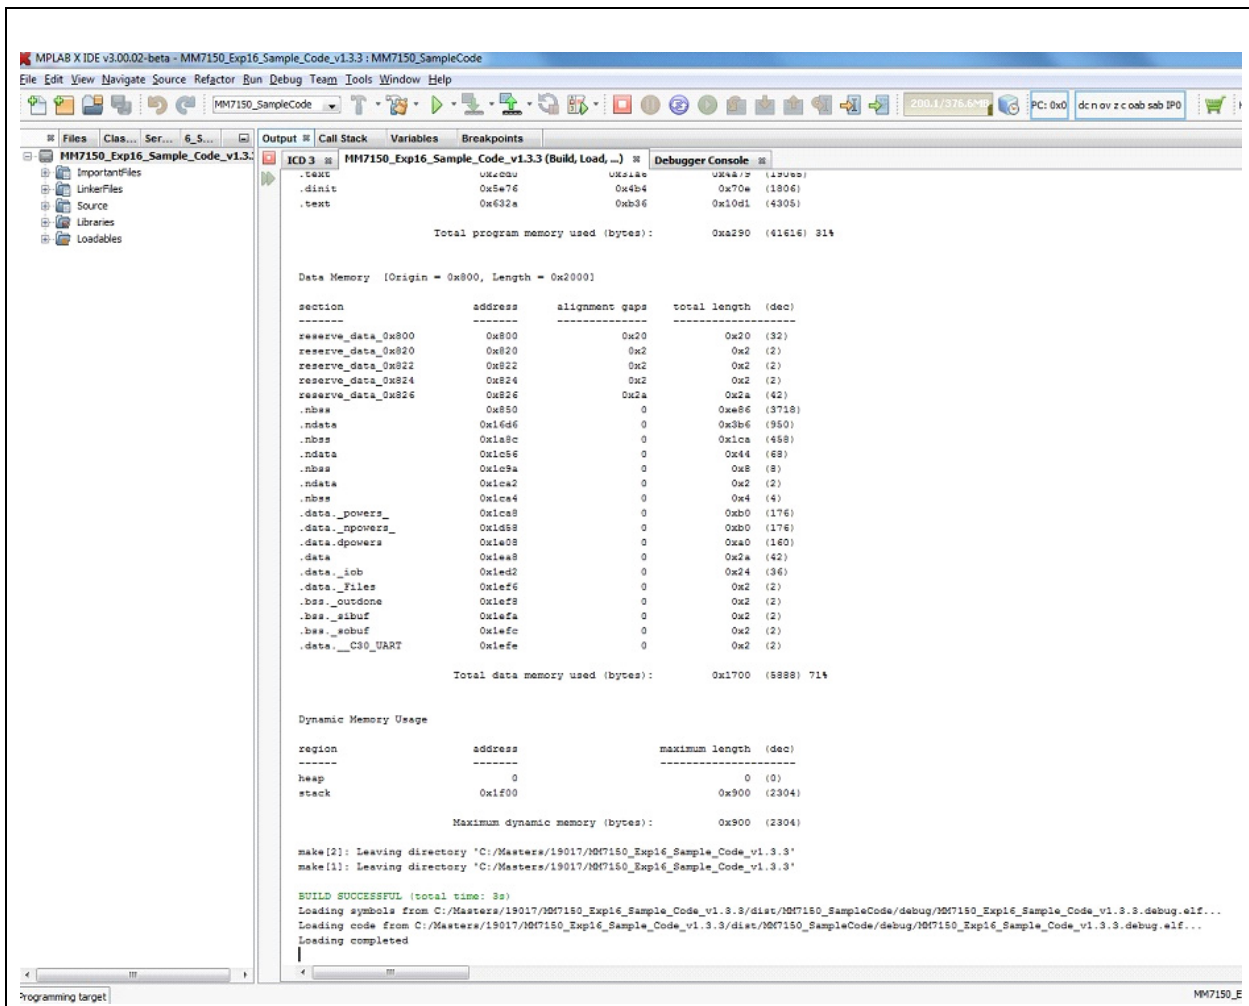 MPLAB X IDE v3.00.02-beta - MM7150_Exp16_Sample_Code_v1.3.3 : MM7150_SampleCode
File Edit View Navigate Source Refactor Run Debug Team Tools Window Help
MM7150_SampleCode 200.1/376.6MB PC: 0x0 dc n ov z c oab sab IP0
Files Clas... Ser... 6_S... Output Call Stack Variables Breakpoints
MM7150_Exp16_Sample_Code_v1.3.
ImportantFiles
LinkerFiles
Source
Libraries
Loadables
ICD 3 MM7150_Exp16_Sample_Code_v1.3.3 (Build, Load, ...) Debugger Console
.text 0x31a6 0x4a79 (19065)
.dinit 0x5e76 0x4b4 0x70e (1806)
.text 0x632a 0xb36 0x10d1 (4305)
Total program memory used (bytes): 0xa290 (41616) 31%
Data Memory [Origin = 0x800, Length = 0x2000]
section address alignment gaps total length (dec)
------- ------- -------------- -------------------
reserve_data_0x800 0x800 0x20 0x20 (32)
reserve_data_0x820 0x820 0x2 0x2 (2)
reserve_data_0x822 0x822 0x2 0x2 (2)
reserve_data_0x824 0x824 0x2 0x2 (2)
reserve_data_0x826 0x826 0x2a 0x2a (42)
.nbss 0x850 0 0xe86 (3718)
.ndata 0x16d6 0 0x3b6 (950)
.nbss 0x1a8c 0 0x1ca (458)
.ndata 0x1c56 0 0x44 (68)
.nbss 0x1c9a 0 0x8 (8)
.ndata 0x1ca2 0 0x2 (2)
.nbss 0x1ca4 0 0x4 (4)
.data._powers_ 0x1ca8 0 0xb0 (176)
.data._npowers_ 0x1d58 0 0xb0 (176)
.data.dpowers 0x1e08 0 0xa0 (160)
.data 0x1ea8 0 0x2a (42)
.data._iob 0x1ed2 0 0x24 (36)
.data._Files 0x1ef6 0 0x2 (2)
.bss._outdone 0x1ef8 0 0x2 (2)
.bss._sibuf 0x1efa 0 0x2 (2)
.bss._sobuf 0x1efc 0 0x2 (2)
.data.__C30_UART 0x1efe 0 0x2 (2)
Total data memory used (bytes): 0x1700 (5888) 71%
Dynamic Memory Usage
region address maximum length (dec)
------ ------- ---------------------
heap 0 0 (0)
stack 0x1f00 0x900 (2304)
Maximum dynamic memory (bytes): 0x900 (2304)
make[2]: Leaving directory 'C:/Masters/19017/MM7150_Exp16_Sample_Code_v1.3.3'
make[1]: Leaving directory 'C:/Masters/19017/MM7150_Exp16_Sample_Code_v1.3.3'
BUILD SUCCESSFUL (total time: 3s)
Loading symbols from C:/Masters/19017/MM7150_Exp16_Sample_Code_v1.3.3/dist/MM7150_SampleCode/debug/MM7150_Exp16_Sample_Code_v1.3.3.debug.elf...
Loading code from C:/Masters/19017/MM7150_Exp16_Sample_Code_v1.3.3/dist/MM7150_SampleCode/debug/MM7150_Exp16_Sample_Code_v1.3.3.debug.elf...
Loading completed
Programming target MM7150_E